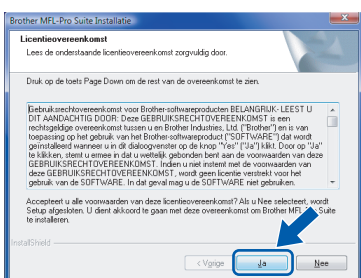 Brother MFL-Pro Suite Installatie
Licentieovereenkomst
Lees de onderstaande licentieovereenkomst zorgvuldig door.
Druk op de toets Page Down om de rest van de overeenkomst te zien.
Gebruiksrechtovereenkomst voor Brother-softwareproducten BELANGRIJK- LEEST U
DIT AANDACHTIG DOOR: Deze GEBRUIKSRECHTOVEREENKOMST is een
rechtsgeldige overeenkomst tussen u en Brother Industries, Ltd. ("Brother") en is van
toepassing op het gebruik van het Brother-softwareproduct ("SOFTWARE") dat wordt
geïnstalleerd wanneer u in dit dialoogvenster op de knop "Yes" ("Ja") klikt. Door op "Ja"
te klikken, stemt u ermee in dat u wettelijk gebonden bent aan de voorwaarden van deze
GEBRUIKSRECHTOVEREENKOMST. Indien u niet instemt met de voorwaarden van
deze GEBRUIKSRECHTOVEREENKOMST, wordt geen licentie verstrekt voor het
gebruik van de SOFTWARE. In dat geval mag u de SOFTWARE niet gebruiken.
Accepteert u alle voorwaarden van deze licentieovereenkomst? Als u Nee selecteert, wordt
Setup afgesloten. U dient akkoord te gaan met deze overeenkomst om Brother MFL- Suite
te installeren.
InstallShield
< Vorige
Ja
Nee